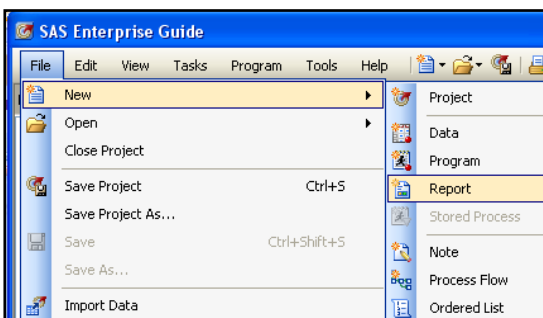 SAS Enterprise Guide
File Edit View Tasks Program Tools Help
New
Open
Close Project
Save Project Ctrl+S
Save Project As...
Save Ctrl+Shift+S
Save As...
Import Data
Project
Data
Program
Report
Stored Process
Note
Process Flow
Ordered List